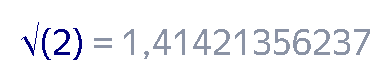 √(2) = 1,41421356237